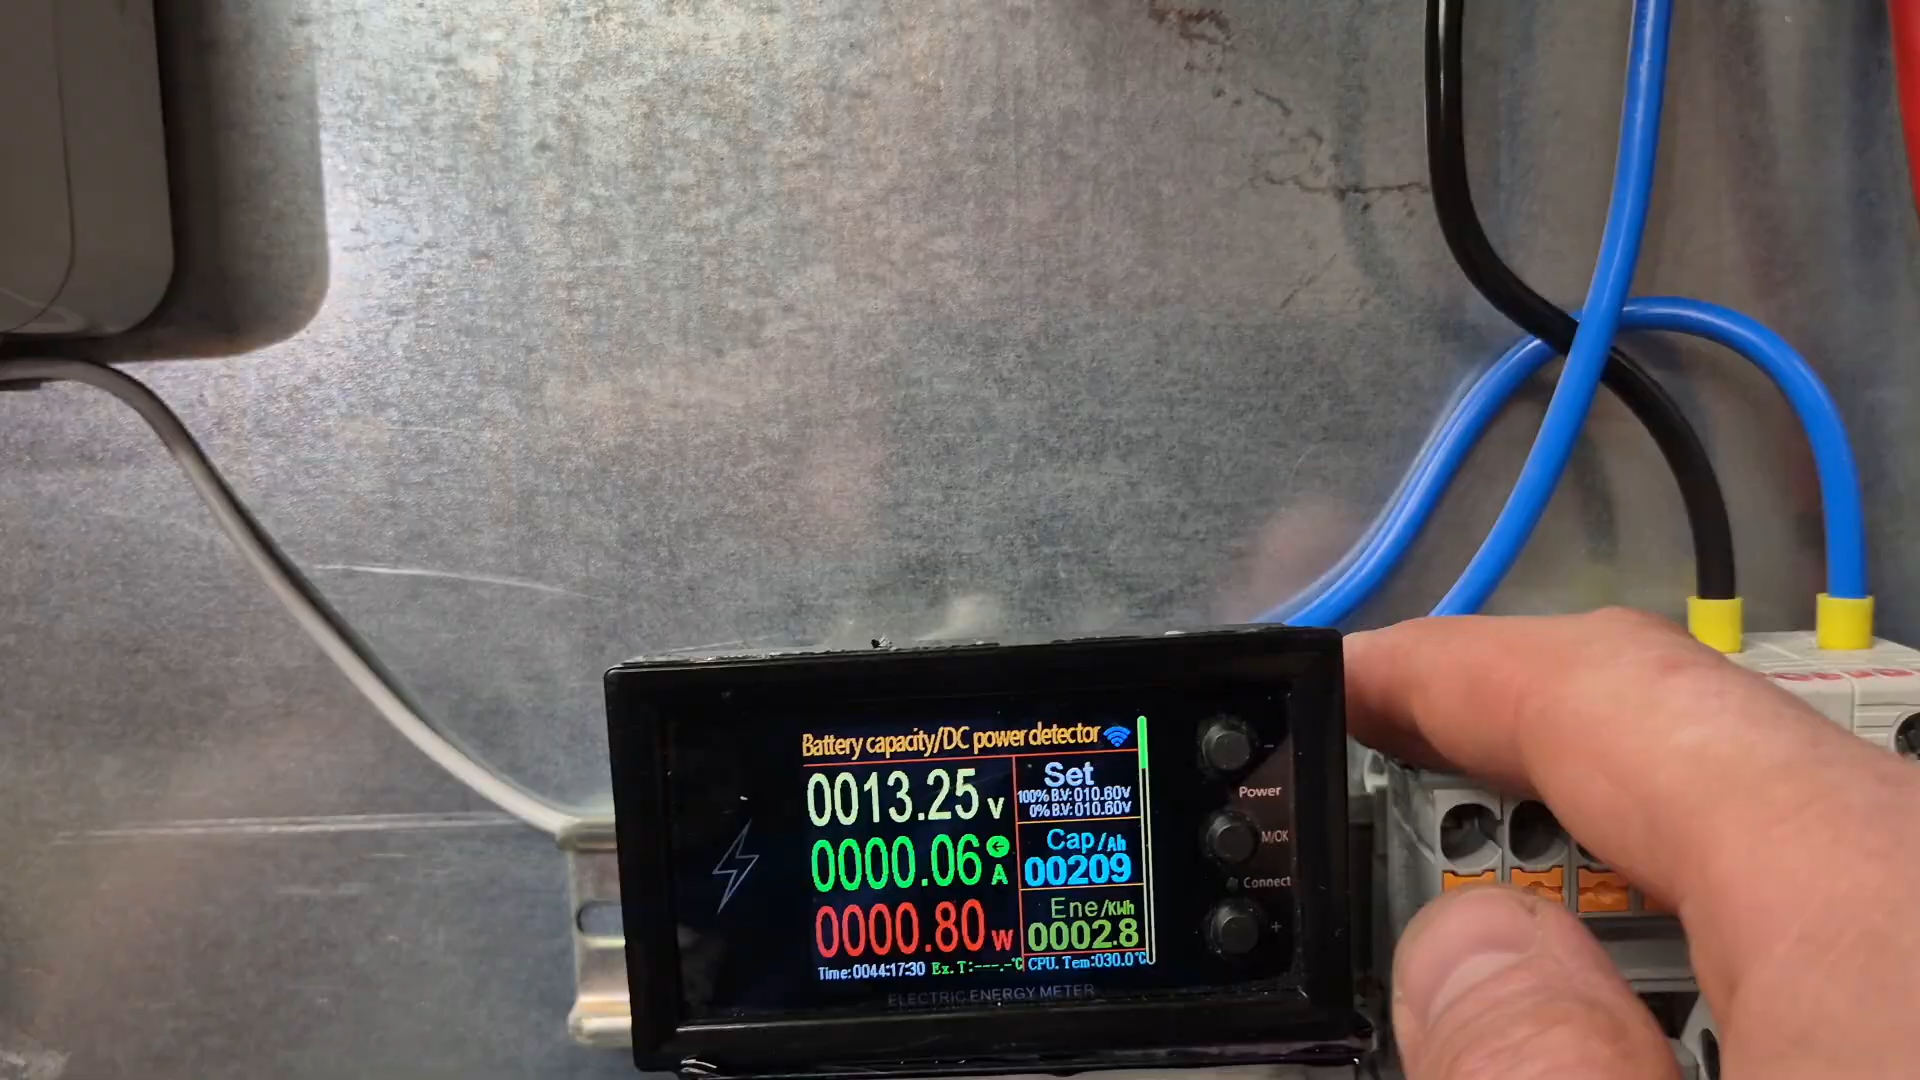 Battery capacity/DC power detector
0013.25 V
0000.06 A
0000.80 W
Set
100% B.V:010.60V
0% B.V:010.60V
Cap/Ah
00209
Ene/KWh
0002.8
Time:0044:17:30 Ex.T:---.-℃ CPU.Tem:030.0℃
ELECTRIC ENERGY METER
-
Power
M/OK
Connect
+